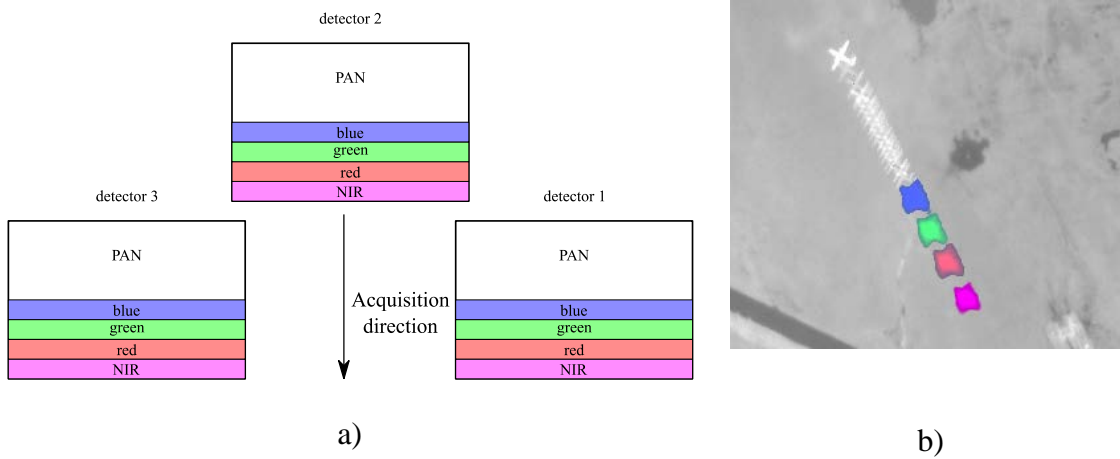 detector 2
PAN
blue
green
red
NIR
detector 3
detector 1
PAN
blue
green
red
NIR
Acquisition
direction
PAN
blue
green
red
NIR
a)
b)